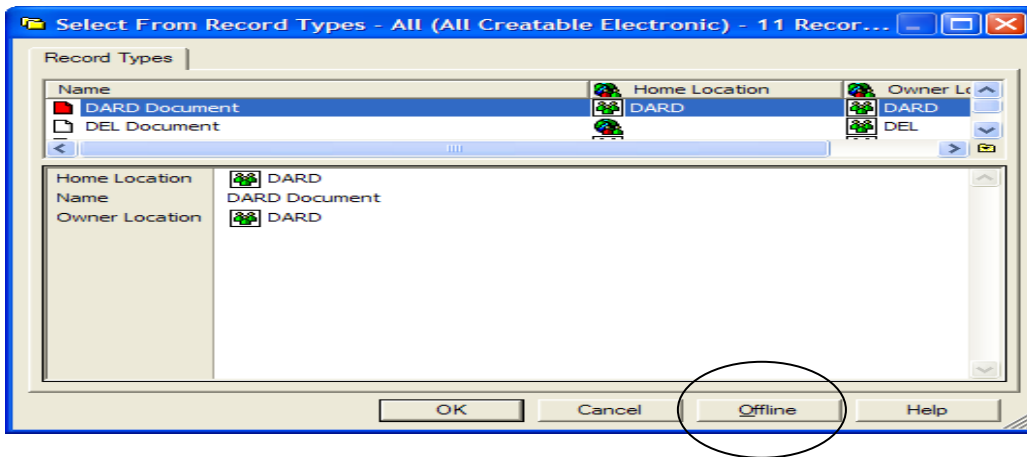 Select From Record Types - All (All Creatable Electronic) - 11 Recor...
Record Types
Name Home Location Owner Lo
DARD Document DARD DARD
DEL Document DEL
Home Location DARD
Name DARD Document
Owner Location DARD
OK Cancel Offline Help